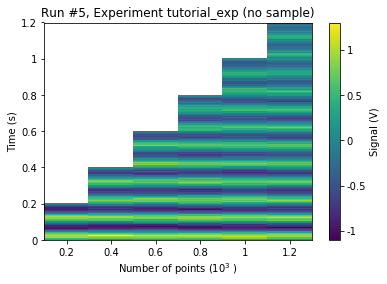 Run #5, Experiment tutorial_exp (no sample)
1.2
1
0.8
0.6
0.4
0.2
0
Time (s)
0.2 0.4 0.6 0.8 1.0 1.2
Number of points (10³ )
1
0.5
0
-0.5
-1
Signal (V)